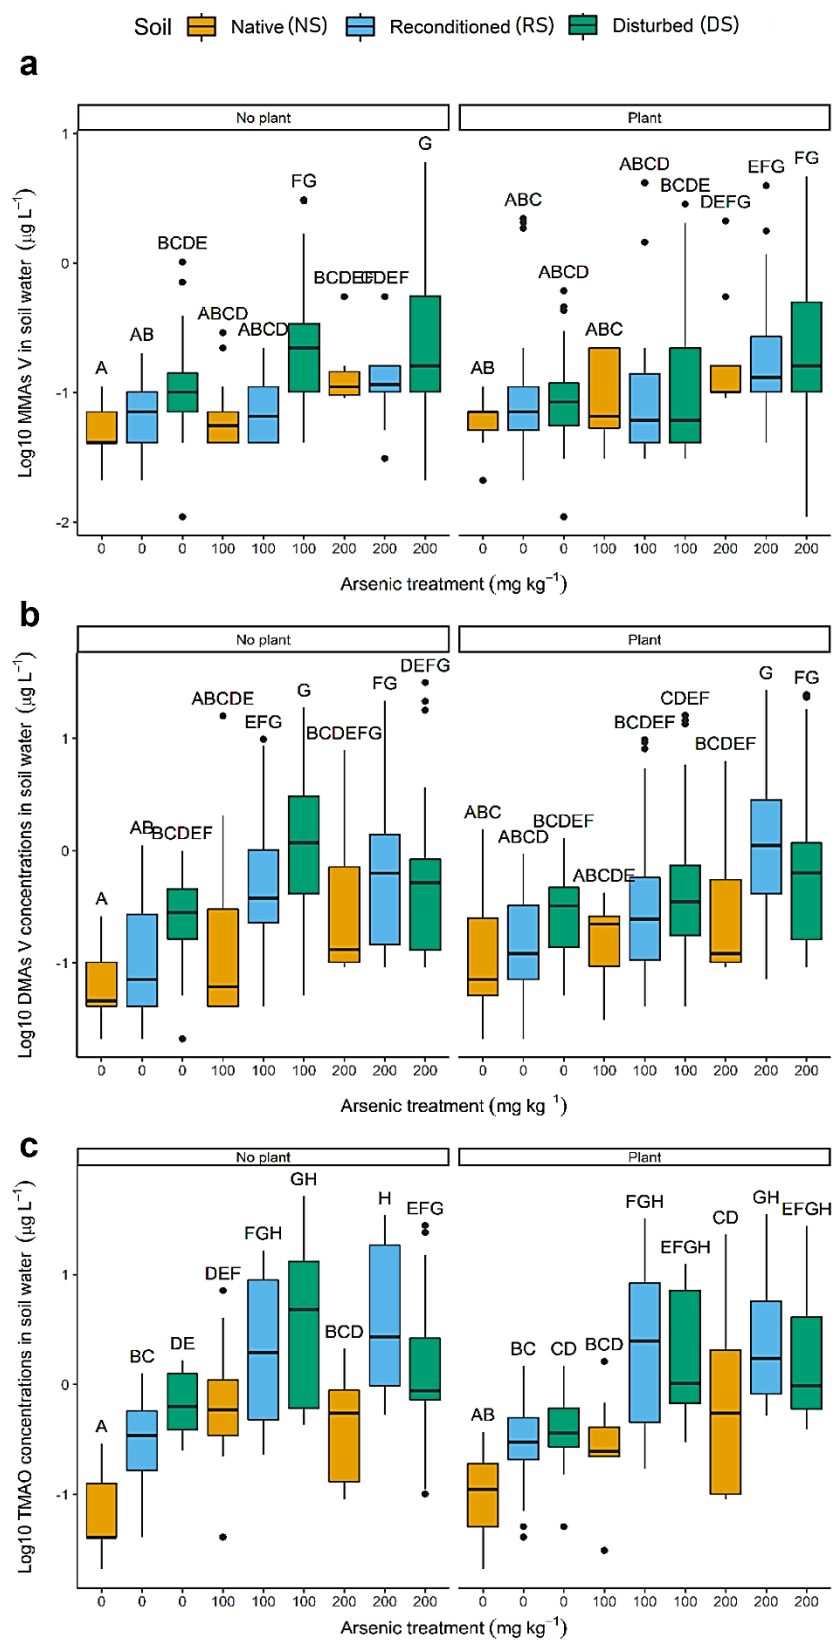 Soil Native (NS) Reconditioned (RS) Disturbed (DS)
a
No plant Plant
Log10 MMAs V in soil water (µg L−1)
1
0
-1
-2
A AB BCDE ABCD ABCD FG BCDEFG CDEF G
AB ABC ABCD ABC ABCD BCDE DEFG EFG FG
0 0 0 100 100 100 200 200 200 0 0 0 100 100 100 200 200 200
Arsenic treatment (mg kg−1)
b
No plant Plant
Log10 DMAs V concentrations in soil water (µg L−1)
1
0
-1
A AB BCDEF ABCDE EFG G BCDEFG FG DEFG
ABC ABCD BCDEF ABCDE BCDEF CDEF BCDEF G FG
0 0 0 100 100 100 200 200 200 0 0 0 100 100 100 200 200 200
Arsenic treatment (mg kg −1)
c
No plant Plant
Log10 TMAO concentrations in soil water (µg L−1)
1
0
-1
A BC DE DEF FGH GH BCD H EFG
AB BC CD BCD FGH EFGH CD GH EFGH
0 0 0 100 100 100 200 200 200 0 0 0 100 100 100 200 200 200
Arsenic treatment (mg kg−1)